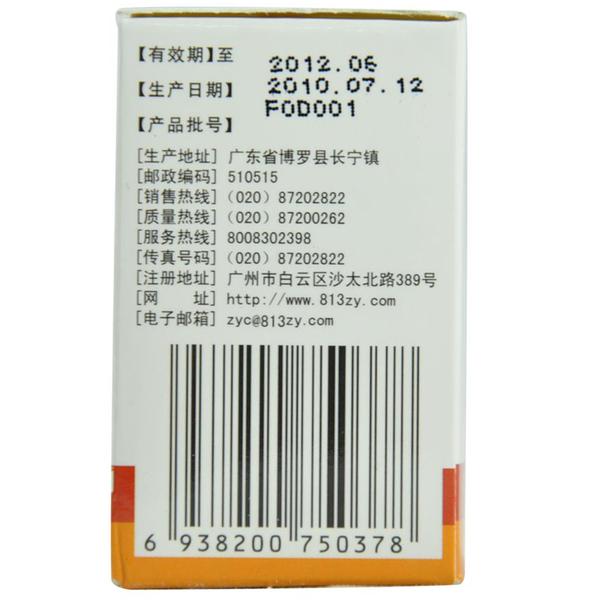 【有效期】至 2012.06
【生产日期】 2010.07.12
【产品批号】 F0D001
[生产地址] 广东省博罗县长宁镇
[邮政编码] 510515
[销售热线] (020) 87202822
[质量热线] (020) 87200262
[服务热线] 8008302398
[传真号码] (020) 87202822
[注册地址] 广州市白云区沙太北路389号
[网 址] http://www.813zy.com
[电子邮箱] zyc@813zy.com
6 938200 750378